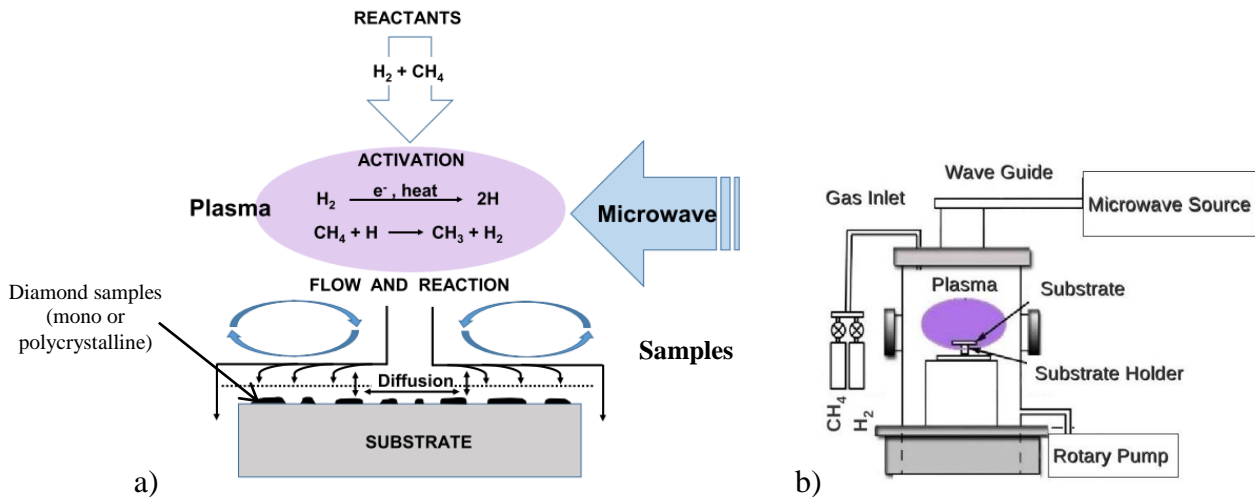 REACTANTS
H₂ + CH₄
ACTIVATION
e⁻, heat
H₂ → 2H
Plasma
CH₄ + H → CH₃ + H₂
Microwave
FLOW AND REACTION
Diamond samples
(mono or
polycrystalline)
Samples
Diffusion
SUBSTRATE
a)
Wave Guide
Microwave Source
Gas Inlet
Plasma
Substrate
Substrate Holder
CH₄
H₂
Rotary Pump
b)